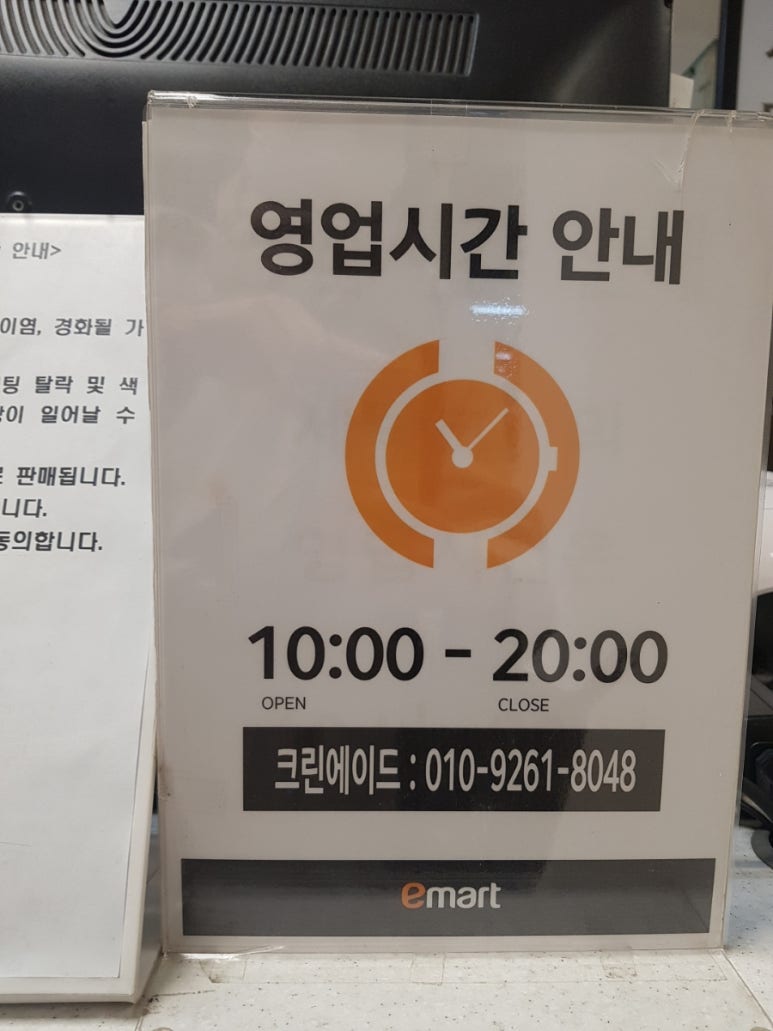 안내>
이염, 경화될 가
팅 탈락 및 색
이 일어날 수
판매됩니다.
니다.
동의합니다.
영업시간 안내
10:00 - 20:00
OPEN CLOSE
크린에이드 : 010-9261-8048
emart